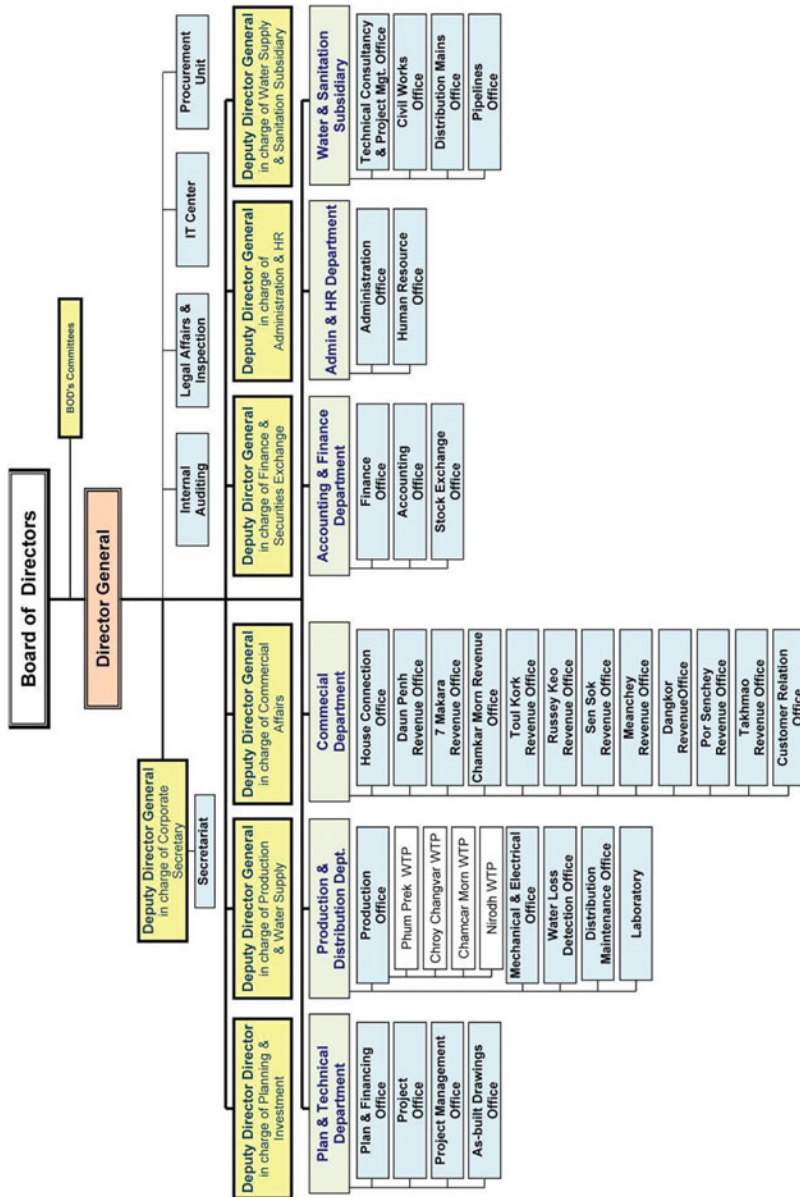 Board of Directors
BOD's Committees
Director General
Deputy Director General
in charge of Corporate
Secretary
Secretariat
Internal
Auditing
Legal Affairs &
Inspection
IT Center
Procurement
Unit
Deputy Director Director
in charge of Planning &
Investment
Deputy Director General
in charge of Production
& Water Supply
Deputy Director General
in charge of Commercial
Affairs
Deputy Dirctor General
in charge of Finance &
Securities Exchange
Deputy Director General
in charge of
Administration & HR
Deputy Director General
in charge of Water Supply
& Sanitation Subsidiary
Plan & Technical
Department
Plan & Financing
Office
Project
Office
Project Management
Office
As-built Drawings
Office
Production &
Distribution Dept.
Production
Office
Phum Prek WTP
Chroy Changvar WTP
Chamcar Morn WTP
Nirodh WTP
Mechanical & Electrical
Office
Water Loss
Detection Office
Distribution
Maintenance Office
Laboratory
Commecial
Department
House Connection
Office
Daun Penh
Revenue Office
7 Makara
Revenue Office
Chamkar Morn Revenue
Office
Toul Kork
Revenue Office
Russey Keo
Revenue Office
Sen Sok
Revenue Office
Meanchey
Revenue Office
Dangkor
RevenueOffice
Por Senchey
Revenue Office
Takhmao
Revenue Office
Customer Relation
Office
Accounting & Finance
Department
Finance
Office
Accounting
Office
Stock Exchange
Office
Admin & HR Department
Administration
Office
Human Resource
Office
Water & Sanitation
Subsidiary
Technical Consultancy
& Project Mgt. Office
Civil Works
Office
Distribution Mains
Office
Pipelines
Office